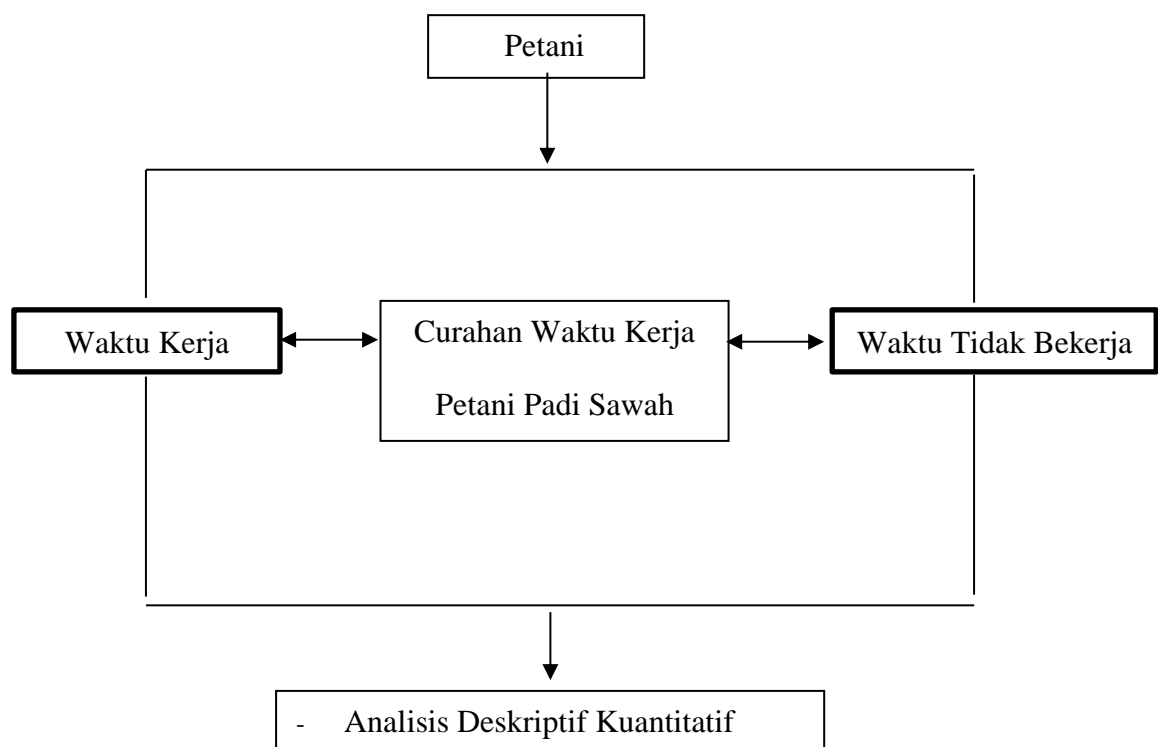 Petani
Waktu Kerja
Curahan Waktu Kerja
Petani Padi Sawah
Waktu Tidak Bekerja
- Analisis Deskriptif Kuantitatif